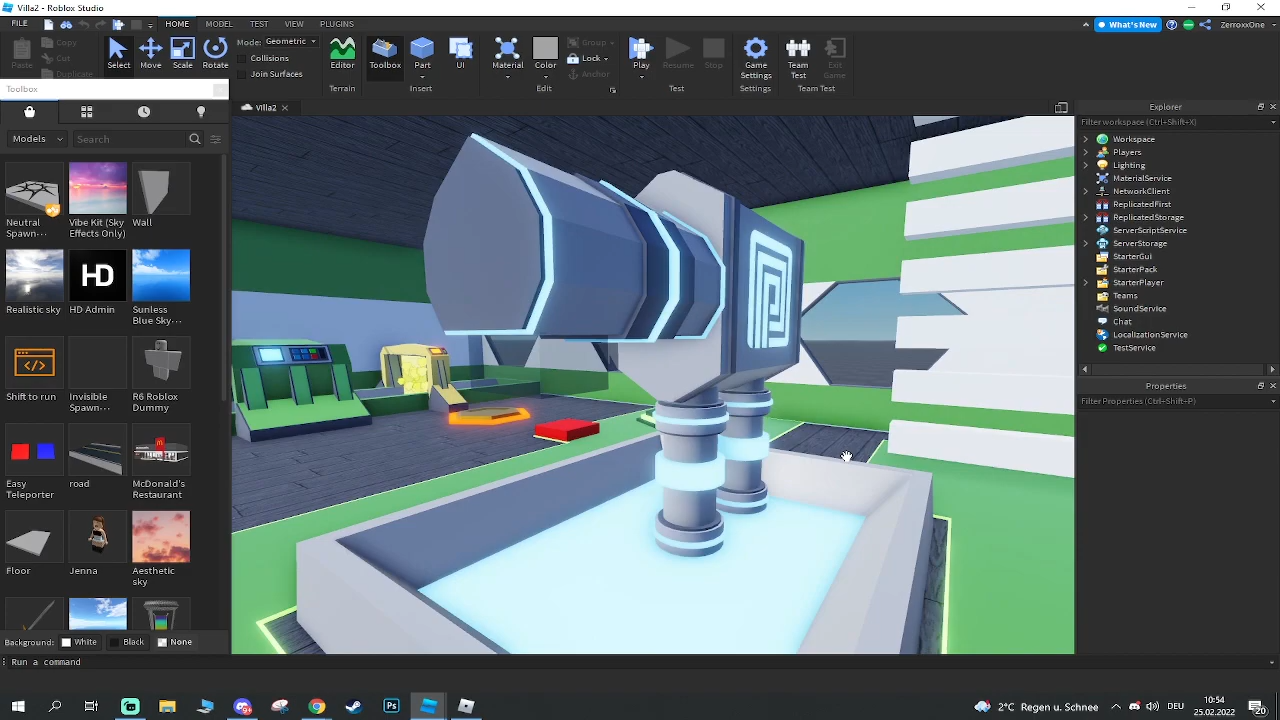 Villa2 - Roblox Studio
FILE HOME MODEL TEST VIEW PLUGINS What's New ZerroxxOne
Paste Copy Cut Duplicate Select Move Scale Rotate Mode: Geometric Collisions Join Surfaces Editor Toolbox Part UI Material Color Group Lock Anchor Play Resume Stop Game Settings Team Test Exit Game
Terrain Insert Edit Test Settings Team Test
Toolbox
Models Search
Neutral Spawn... Vibe Kit (Sky Effects Only) Wall
Realistic sky HD Admin Sunless Blue Sky...
HD
Shift to run Invisible Spawn... R6 Roblox Dummy
Easy Teleporter road McDonald's Restaurant
Floor Jenna Aesthetic sky
Background: White Black None
Run a command
Villa2
Explorer
Filter workspace (Ctrl+Shift+X)
Workspace
Players
Lighting
MaterialService
NetworkClient
ReplicatedFirst
ReplicatedStorage
ServerScriptService
ServerStorage
StarterGui
StarterPack
StarterPlayer
Teams
SoundService
Chat
LocalizationService
TestService
Properties
Filter Properties (Ctrl+Shift+P)
Ps
2°C Regen u. Schnee DEU 10:54
25.02.2022 20